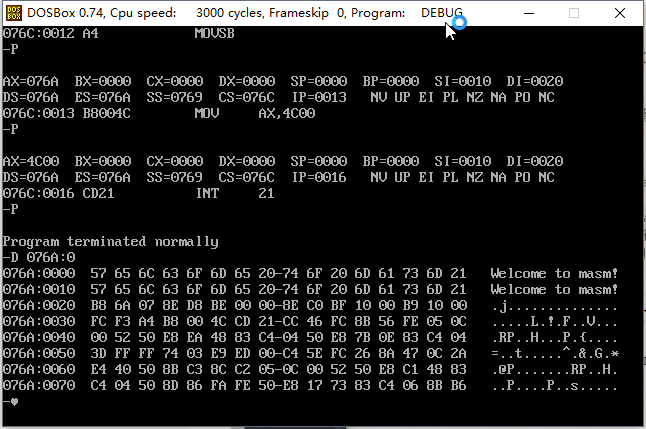 DOSBox 0.74, Cpu speed: 3000 cycles, Frameskip 0, Program: DEBUG
076C:0012 A4 MOVSB
-P
AX=076A BX=0000 CX=0000 DX=0000 SP=0000 BP=0000 SI=0010 DI=0020
DS=076A ES=076A SS=0769 CS=076C IP=0013 NV UP EI PL NZ NA PO NC
076C:0013 B8004C MOV AX,4C00
-P
AX=4C00 BX=0000 CX=0000 DX=0000 SP=0000 BP=0000 SI=0010 DI=0020
DS=076A ES=076A SS=0769 CS=076C IP=0016 NV UP EI PL NZ NA PO NC
076C:0016 CD21 INT 21
-P
Program terminated normally
-D 076A:0
076A:0000 57 65 6C 63 6F 6D 65 20-74 6F 20 6D 61 73 6D 21 Welcome to masm!
076A:0010 57 65 6C 63 6F 6D 65 20-74 6F 20 6D 61 73 6D 21 Welcome to masm!
076A:0020 B8 6A 07 8E D8 BE 00 00-8E C0 BF 10 00 B9 10 00 .j..............
076A:0030 FC F3 A4 B8 00 4C CD 21-CC 46 FC 8B 56 FE 05 0C .....L.!.F..V...
076A:0040 00 52 50 E8 EA 48 83 C4-04 50 E8 7B 0E 83 C4 04 .RP..H...P.{....
076A:0050 3D FF FF 74 03 E9 ED 00-C4 5E FC 26 8A 47 0C 2A =..t.....^.&.G.*
076A:0060 E4 40 50 8B C3 8C C2 05-0C 00 52 50 E8 C1 48 83 .@P.......RP..H.
076A:0070 C4 04 50 8D 86 FA FE 50-E8 17 73 83 C4 06 8B B6 ..P....P..s.....
-♥